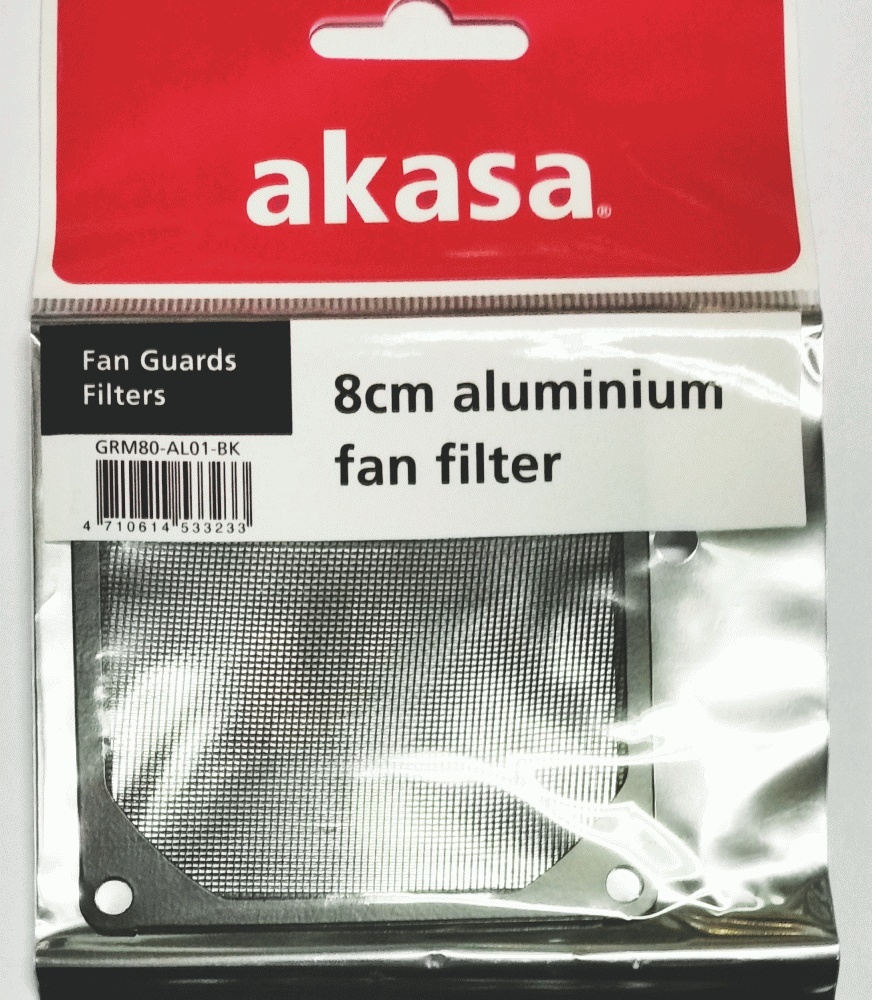 akasa®
Fan Guards
Filters
8cm aluminium
fan filter
GRM80-AL01-BK
4 710614 533233